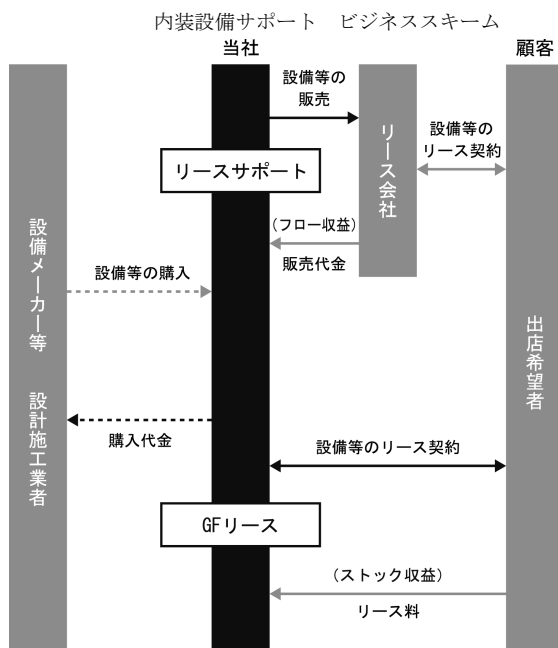 内装設備サポート　ビジネススキーム
当社
顧客
設備等の
販売
リース会社
設備等の
リース契約
リースサポート
（フロー収益）
販売代金
設備メーカー等
設備等の購入
出店希望者
設計施工業者
購入代金
設備等のリース契約
GFリース
（ストック収益）
リース料